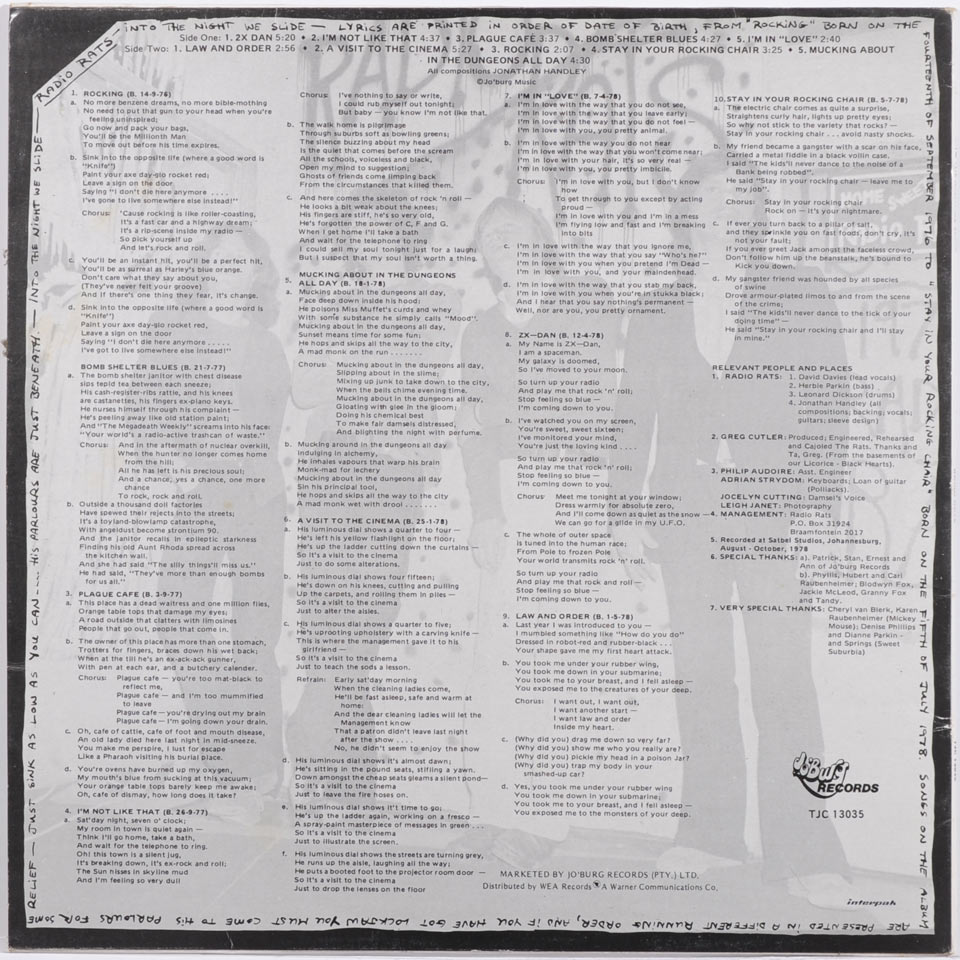 RADIO RATS - INTO THE NIGHT WE SLIDE — LYRICS ARE PRINTED IN ORDER OF DATE OF BIRTH, FROM "ROCKING" BORN ON THE
FOURTEENTH OF SEPTEMBER 1976 TO "STAY IN YOUR ROCKING CHAIR" BORN ON THE FIFTH OF JULY 1978 SONGS ON THE ALBUM
ARE PRESENTED IN A DIFFERENT RUNNING ORDER, AND IF YOU HAVE GOT LOCKJAW YOU MUST COME TO HIS PARLOURS FOR SOME
RELIEF — JUST SINK AS LOW AS YOU CAN.... HIS PARLOURS ARE JUST BENEATH. INTO THE NIGHT WE SLIDE -
Side One: 1. 2X DAN 5:20 • 2. I'M NOT LIKE THAT 4:37 • 3. PLAGUE CAFÉ 3:37 • 4. BOMB SHELTER BLUES 4:27 • 5. I'M IN "LOVE" 2:40
Side Two: 1. LAW AND ORDER 2:56 • 2. A VISIT TO THE CINEMA 5:27 • 3. ROCKING 2:07 • 4. STAY IN YOUR ROCKING CHAIR 3:25 • 5. MUCKING ABOUT
IN THE DUNGEONS ALL DAY 4:30
All compositions JONATHAN HANDLEY
©Jo'burg Music
1. ROCKING (B. 14-9-76)
a. No more benzene dreams, no more bible-mothing
No need to put that gun to your head when you're
feeling uninspired;
Go now and pack your bags,
You'll be the Millionth Man
To move out before his time expires.
b. Sink into the opposite life (where a good word is
"Knife")
Paint your axe day-glo rocket red;
Leave a sign on the door
Saying "I don't die here anymore ....
I've gone to live somewhere else instead!"
Chorus: 'Cause rocking is like roller-coasting,
It's a fast car and a highway dream
It's a rip-scene inside my radio —
So pick yourself up
And let's rock and roll.
c. You'll be an instant hit, you'll be a perfect hit,
You'll be as surreal as Harley's blue orange.
Don't care what they say about you,
(They've never felt your groove)
And if there's one thing they fear, it's change.
d. Sink into the opposite life (where a good word is
"Knife")
Paint your axe day-glo rocket red,
Leave a sign on the door
Saying "I don't die here anymore .....
I've got to live somewhere else instead!"
BOMB SHELTER BLUES (B. 21-7-77)
a. The bomb shelter janitor with chest disease
sips tepid tea between each sneeze;
His cash-register-ribs rattle, and his knees
are castanettes, his fingers ex-piano keys.
He nurses himself through his complaint —
He's peeling away like old station paint;
And "The Megadeath Weekly" screams into his face:
"Your world's a radio-active trashcan of waste."
Chorus: And in the aftermath of nuclear overkill,
When the hunter no longer comes home
from the hill;
All he has left is his precious soul;
And a chance, yes a chance, one more
chance
To rock, rock and roll.
b. Outside a thousand doll factories
Have spewed their rejects into the streets;
It's a toyland-blowlamp catastrophe,
With angeldust become strontium 90.
And the janitor recalls in epileptic starkness
Finding his old Aunt Rhoda spread across
the kitchen wall.
And she had said "The silly things'll miss us."
He had said, "They've more than enough bombs
for us all."
3. PLAGUE CAFE (B. 3-9-77)
a. This place has a dead waitress and one million flies,
Orange table tops that damage my eyes;
A road outside that clatters with limosines
People that go out, people that come in.
b. The owner of this place has more than one stomach,
Trotters for fingers, braces down his wet back;
When at the till he's an ex-ack-ack gunner,
With pen at each ear, and a butchery calender.
Chorus: Plague cafe — you're too mat-black to
reflect me,
Plague cafe — and I'm too mummified
to leave
Plague cafe — you're drying out my brain
Plague cafe — I'm going down your drain.
c. Oh, cafe of cattle, cafe of foot and mouth disease,
An old lady died here last night in mid-sneeze.
You make me perspire, I lust for escape
Like a Pharaoh visiting his burial place.
d. You're ovens have burned up my oxygen,
My mouth's blue from sucking at this vacuum;
Your orange table tops barely keep me awake;
Oh, cafe of dismay, how long does it take?
4. I'M NOT LIKE THAT (B. 26-9-77)
a. Sat'day night, seven o' clock;
My room in town is quiet again —
Think I'll go home, take a bath,
And wait for the telephone to ring.
Oh! this town is a silent jug,
It's breaking down, it's ex-rock and roll;
The Sun hisses in skyline mud
And I'm feeling so very dull
Chorus: I've nothing to say or write,
I could rub myself out tonight;
But baby — you know I'm not like that.
b. The walk home is pilgrimage
Through suburbs soft as bowling greens;
The silence buzzing about my head
Is the quiet that comes before the scream
All the schools, voiceless and black,
Open my mind to suggestion;
Ghosts of friends come jimping back
From the circumstances that killed them.
c. And here comes the skeleton of rock 'n roll —
He looks a bit weak about the knees;
His fingers are stiff, he's so very old,
He's forgotten the power of C, F and G.
When I get home I'll take a bath
And wait for the telephone to ring
I could sell my soul tonight just for a laugh
But I suspect that my soul isn't worth a thing.
MUCKING ABOUT IN THE DUNGEONS
5. ALL DAY (B. 18-1-78)
a. Mucking about in the dungeons all day,
Face deep down inside his hood;
He poisons Miss Muffet's curds and whey
With some substance he simply calls "Mood".
Mucking about in the dungeons all day,
Sunset means time for some fun;
He hops and skips all the way to the city,
A mad monk on the run .......
Chorus: Mucking about in the dungeons all day,
Slipping about in the slime;
Mixing up junk to take down to the city,
When the bells chime evening time.
Mucking about in the dungeons all day,
Gloating with glee in the gloom;
Doing his chemical best
To make fair damsels distressed,
And blighting the night with perfume.
b. Mucking around in the dungeons all day
Indulging in alchemy,
He inhales vapours that warp his brain
Monk-mad for lechery
Mucking about in the dungeons all day
Sin his principal tool,
He hops and skips all the way to the city
A mad monk wet with drool .......
6. A VISIT TO THE CINEMA (B. 25-1-78)
a. His luminous dial shows a quarter to four —
He's left his yellow flashlight on the floor;
He's up the ladder cutting down the curtains —
So it's a visit to the cinema
Just to do some alterations.
b. His luminous dial shows four fifteen;
He's down on his knees, cutting and pulling
Up the carpets, and rolling them in piles —
So it's a visit to the cinema
Just to alter the aisles.
c. His luminous dial shows a quarter to five;
He's uprooting upholstery with a carving knife —
This is where the management gave it to his
girlfriend —
So it's a visit to the cinema
Just to teach the sods a lesson.
Refrain: Early sat'day morning
When the cleaning ladies come,
He'll be fast asleep, safe and warm at
home;
And the dear cleaning ladies will let the
Management know
That a patron didn't leave last night
after the show ....
No, he didn't seem to enjoy the show
d. His luminous dial shows it's almost dawn;
He's sitting in the pound seats, stifling a yawn.
Down amongst the cheap seats gleams a silent pond—
So it's a visit to the cinema
Just to leave the fire hoses on.
e. His luminous dial shows it't time to go;
He's up the ladder again, working on a fresco —
A spray-paint masterpiece of messages in green ...
So it's a visit to the cinema
Just to illustrate the screen.
f. His luminous dial shows the streets are turning grey,
He runs up the aisle, laughing all the way;
He puts a booted foot to the projector room door —
So it's a visit to the cinema
Just to drop the lenses on the floor
7. I'M IN "LOVE" (B. 7-4-78)
a. I'm in love with the way that you do not see,
I'm in love with the way that you leave early;
I'm in love with the way that you do not feel —
I'm in love with you, you pretty animal.
b. I'm in love with the way you do not hear
I'm in love with the way that you won't come near;
I'm in love with your hair, it's so very real —
I'm in love with you, you pretty imbicile.
Chorus: I'm in love with you, but I don't know
how
To get through to you except by acting
proud —
I'm in love with you and I'm in a mess
I'm flying low and fast and I'm breaking
into bits
c. I'm in love with the way that you ignore me,
I'm in love with the way that you say "Who's he?"
I'm in love with you when you pretend I'm Dead —
I'm in love with you, and your maindenhead.
d. I'm in love with the way that you stab my back,
I'm in love with you when you're in stukka black;
And I hear that you say nothing's permanent —
Well, nor are you, you pretty ornament.
8. ZX—DAN (B. 12-4-78)
a. My Name is ZX—Dan,
I am a spaceman.
My galaxy is doomed,
So I've moved to your moon.
So turn your radio
And play me that rock 'n' roll;
Stop feeling so blue —
I'm coming down to you.
b. I've watched you on my screen,
You're sweet, sweet sixteen;
I've monitored your mind,
You're just the loving kind ....
So turn up your radio
And play me that rock 'n' roll;
Stop feeling so blue —
I'm coming down to you.
Chorus: Meet me tonight at your window;
Dress warmly for absolute zero,
And I'll come down as quiet as the snow —
We can go for a glide in my U.F.O.
c. The whole of outer space
is tuned into the human race;
From Pole to frozen Pole
Your world transmits rock 'n' roll.
So turn up your radio
And play me that rock and roll —
Stop feeling so blue —
I'm coming down to you.
9. LAW AND ORDER (B. 1-5-78)
a. Last year I was introduced to you —
I mumbled something like "How do you do"
Dressed in robot-red and rubber-black ...
Your shape gave me my first heart attack.
b. You took me under your rubber wing,
You took me down in your submarine;
You took me to your breast, and I fell asleep —
You exposed me to the creatures of your deep.
Chorus: I want out, I want out,
I want another start —
I want law and order
Inside my heart.
c. (Why did you) drag me down so very far?
(Why did you) show me who you really are?
(Why did you) pickle my head in a poison Jar?
(Why did you) trap my body in your
smashed-up car?
d. Yes, you took me under your rubber wing
You took me down in your submarine;
You took me to your breast, and I fell asleep —
You exposed me to the monsters of your deep.
10. STAY IN YOUR ROCKING CHAIR (B. 5-7-78)
a. The electric chair comes as quite a surprise,
Straightens curly hair, lights up pretty eyes;
So why not stick to the variety that rocks? —
Stay in your rocking chair ... avoid nasty shocks.
b. My friend became a gangster with a scar on his face,
Carried a metal fiddle in a black vollin case.
I said "The kids'll never dance to the noise of a
Bank being robbed".
He said "Stay in your rocking chair — leave me to
my job".
Chorus: Stay in your rocking chair
Rock on — it's your nightmare.
c. If ever you turn to a pillar of salt,
and they sprinkle you on fast foods, don't cry, it's
not your fault;
If you ever greet Jack amongst the faceless crowd,
Don't follow him up the beanstalk, he's bound to
Kick you down.
d. My gangster friend was hounded by all species
of swine
Drove armour-plated limos to and from the scene
of the crime;
I said "The kids'll never dance to the tick of your
doing time" —
He said "Stay in your rocking chair and I'll stay
in mine."
RELEVANT PEOPLE AND PLACES
1. RADIO RATS: 1. David Davies (lead vocals)
2. Herbie Parkin (bass)
3. Leonard Dickson (drums)
4. Jonathan Handley (all
compositions; backing; vocals;
guitars; sleeve design)
2. GREG CUTLER: Produced; Engineered, Rehearsed
and Cajoled The Rats. Thanks and
Ta, Greg. (From the basements of
our Licorice - Black Hearts).
3. PHILIP AUDOIRE: Asst. Engineer
ADRIAN STRYDOM: Keyboards; Loan of guitar
(Pollacks).
JOCELYN CUTTING: Damsel's Voice
LEIGH JANET: Photography
4. MANAGEMENT: Radio Rats
P.O. Box 31924
Braamfontein 2017
5. Recorded at Satbel Studios, Johannesburg,
August - October, 1978
6. SPECIAL THANKS: a). Patrick, Stan, Ernest and
Ann of Jo'burg Records
b). Phyllis, Hubert and Carl
Raubenheimer; Blodwyn Fox,
Jackie McLeod, Granny Fox
and Tandy.
7. VERY SPECIAL THANKS: Cheryl van Blerk, Karen
Raubenheimer (Mickey
Mouse); Denise Phillips
and Dianne Parkin -
and Springs (Sweet
Suburbia)
Jo'Burg
RECORDS
TJC 13035
MARKETED BY JO'BURG RECORDS (PTY.) LTD.
Distributed by WEA Records ® A Warner Communications Co.
interpak